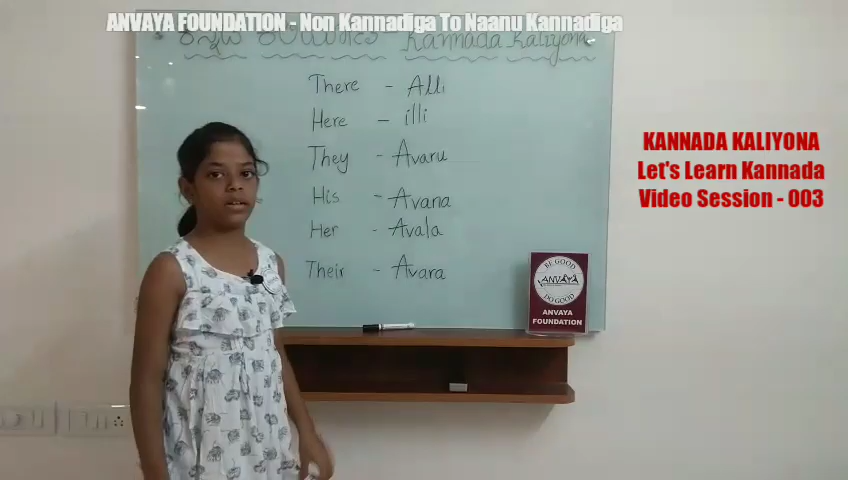 ANVAYA FOUNDATION - Non Kannadiga To Naanu Kannadiga
Kannada Kaliyona
There - Alli
Here - illi
They - Avaru
His - Avana
Her - Avala
Their - Avara
KANNADA KALIYONA
Let's Learn Kannada
Video Session - 003
BE GOOD
ANVAYA
DO GOOD
ANVAYA
FOUNDATION